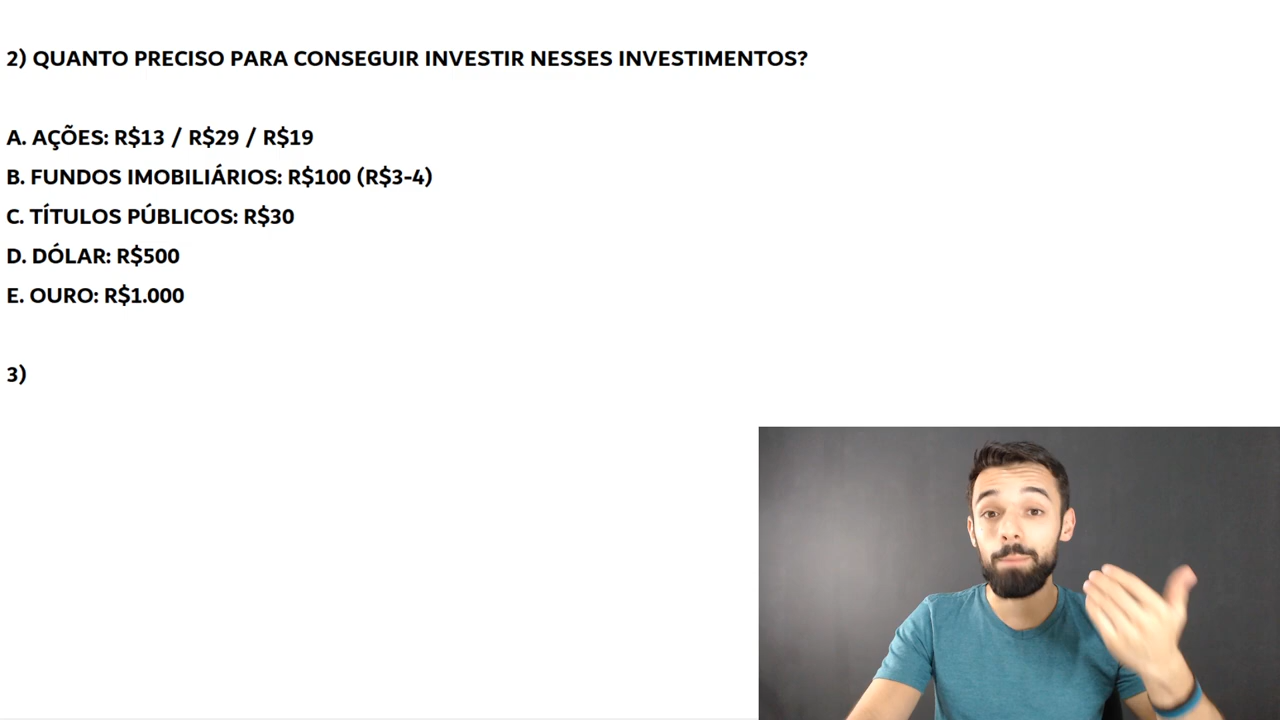 2) QUANTO PRECISO PARA CONSEGUIR INVESTIR NESSES INVESTIMENTOS?
A. AÇÕES: R$13 / R$29 / R$19
B. FUNDOS IMOBILIÁRIOS: R$100 (R$3-4)
C. TÍTULOS PÚBLICOS: R$30
D. DÓLAR: R$500
E. OURO: R$1.000
3)